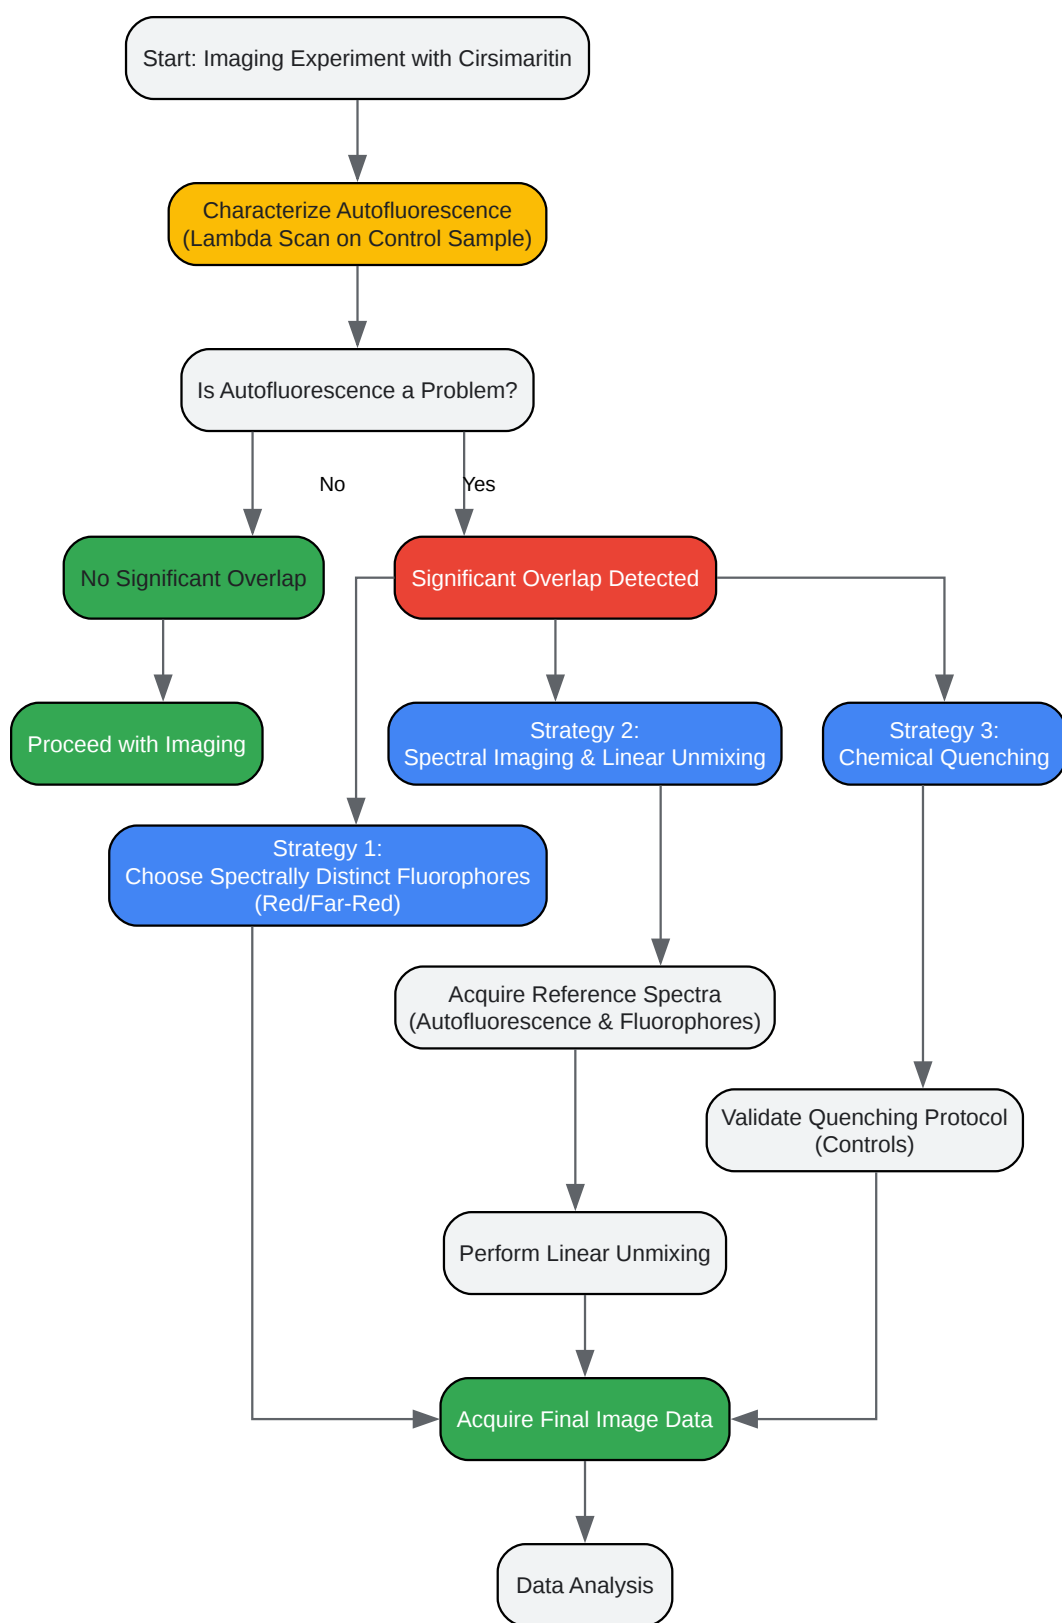 Start: Imaging Experiment with Cirsimaritin
Characterize Autofluorescence
(Lambda Scan on Control Sample)
Is Autofluorescence a Problem?
No
Yes
No Significant Overlap
Significant Overlap Detected
Proceed with Imaging
Strategy 2:
Spectral Imaging & Linear Unmixing
Strategy 3:
Chemical Quenching
Strategy 1:
Choose Spectrally Distinct Fluorophores
(Red/Far-Red)
Acquire Reference Spectra
(Autofluorescence & Fluorophores)
Validate Quenching Protocol
(Controls)
Perform Linear Unmixing
Acquire Final Image Data
Data Analysis